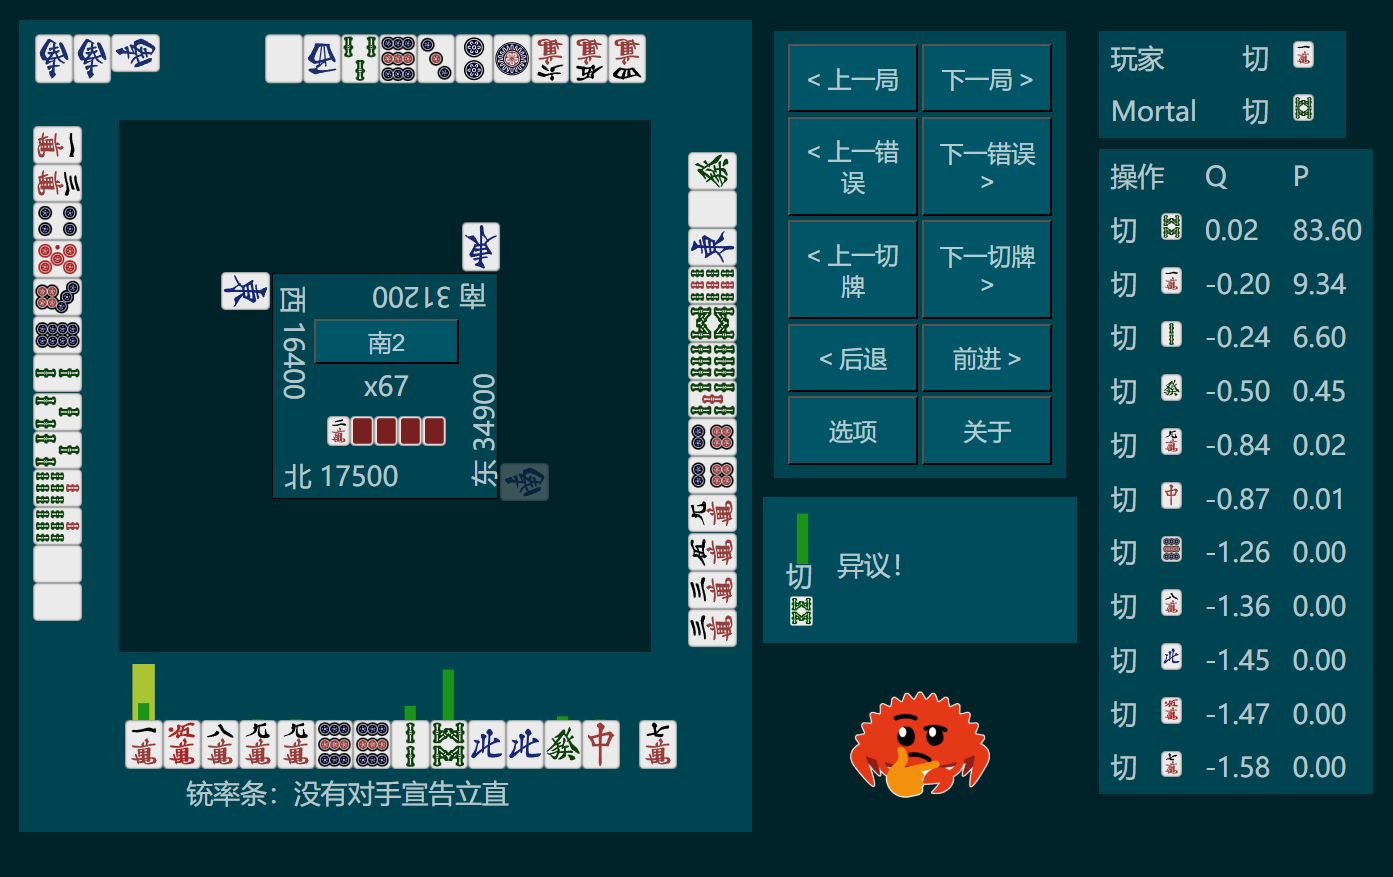 < 上一局
下一局 >
< 上一错
误
下一错误
>
< 上一切
牌
下一切牌
>
< 后退
前进 >
选项
关于
玩家 切
Mortal 切
操作 Q P
切 0.02 83.60
切 -0.20 9.34
切 -0.24 6.60
切 -0.50 0.45
切 -0.84 0.02
切 -0.87 0.01
切 -1.26 0.00
切 -1.36 0.00
切 -1.45 0.00
切 -1.47 0.00
切 -1.58 0.00
切
异议！
南 31200
西 16400
南2
x67
东 34900
北 17500
铳率条：没有对手宣告立直